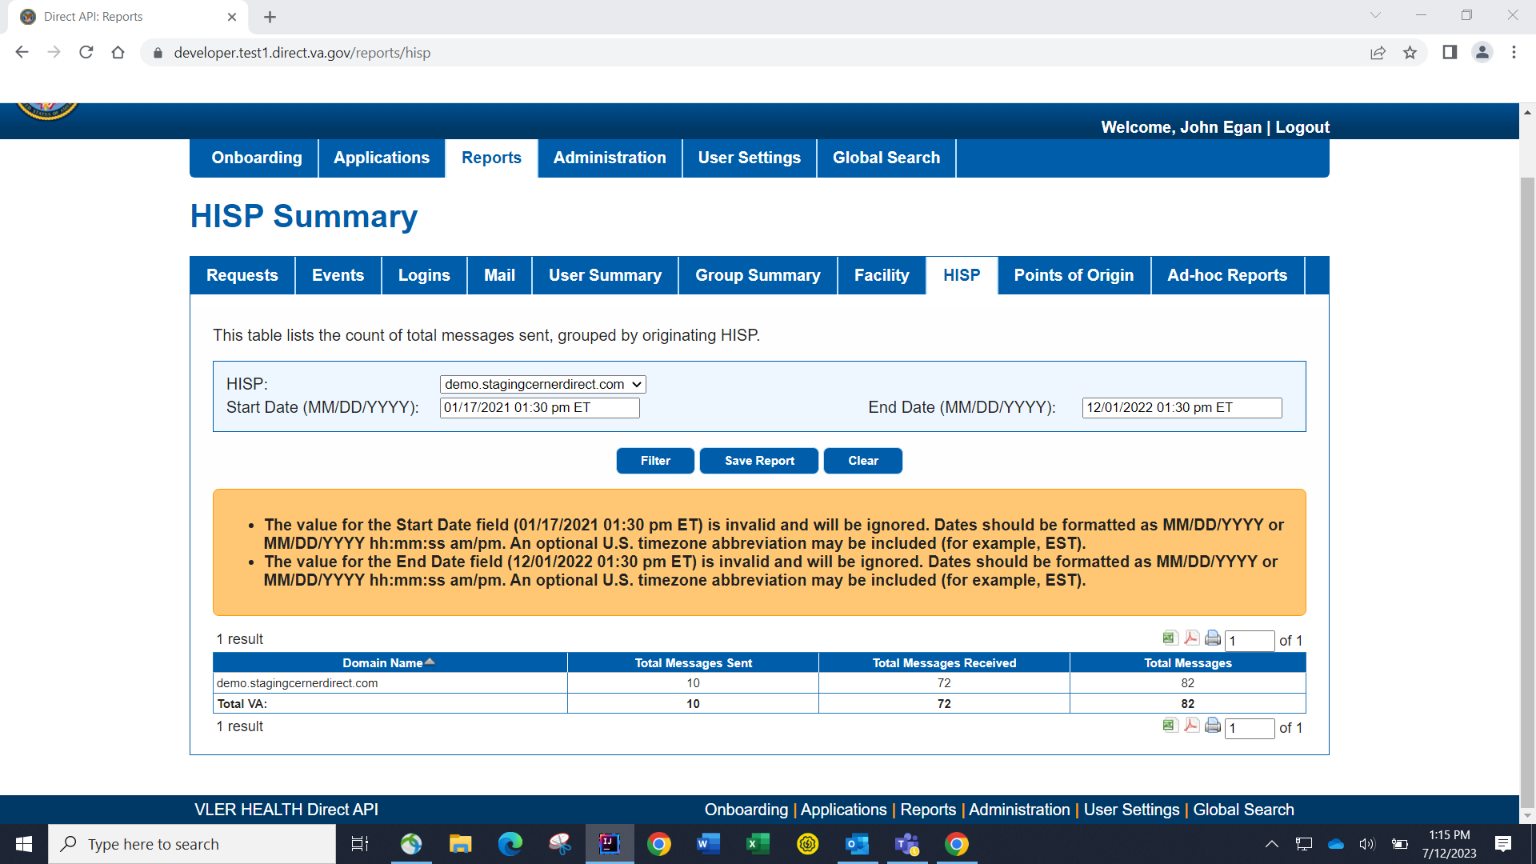 Direct API: Reports
developer.test1.direct.va.gov/reports/hisp
Welcome, John Egan | Logout
Onboarding Applications Reports Administration User Settings Global Search
HISP Summary
Requests Events Logins Mail User Summary Group Summary Facility HISP Points of Origin Ad-hoc Reports
This table lists the count of total messages sent, grouped by originating HISP.
HISP: demo.stagingcernerdirect.com
Start Date (MM/DD/YYYY): 01/17/2021 01:30 pm ET End Date (MM/DD/YYYY): 12/01/2022 01:30 pm ET
Filter Save Report Clear
• The value for the Start Date field (01/17/2021 01:30 pm ET) is invalid and will be ignored. Dates should be formatted as MM/DD/YYYY or
MM/DD/YYYY hh:mm:ss am/pm. An optional U.S. timezone abbreviation may be included (for example, EST).
• The value for the End Date field (12/01/2022 01:30 pm ET) is invalid and will be ignored. Dates should be formatted as MM/DD/YYYY or
MM/DD/YYYY hh:mm:ss am/pm. An optional U.S. timezone abbreviation may be included (for example, EST).
1 result 1 of 1
Domain Name Total Messages Sent Total Messages Received Total Messages
demo.stagingcernerdirect.com 10 72 82
Total VA: 10 72 82
1 result 1 of 1
VLER HEALTH Direct API Onboarding | Applications | Reports | Administration | User Settings | Global Search
Type here to search
1:15 PM
7/12/2023